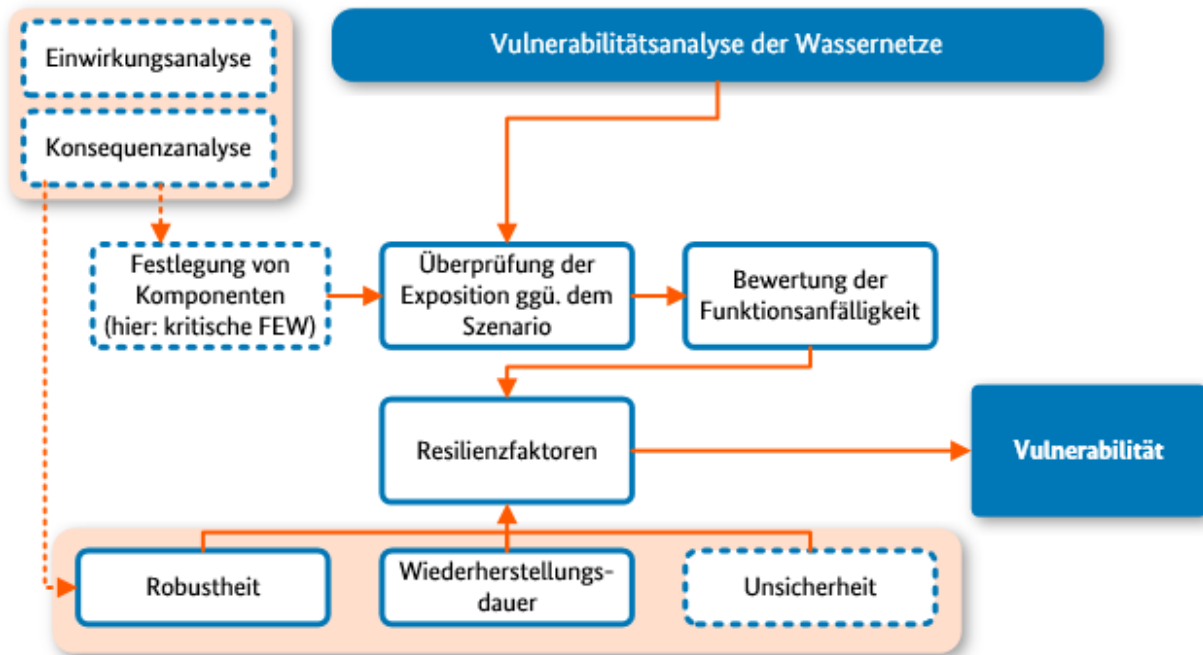 Einwirkungsanalyse
Konsequenzanalyse
Vulnerabilitätsanalyse der Wassernetze
Festlegung von
Komponenten
(hier: kritische FEW)
Überprüfung der
Exposition ggü. dem
Szenario
Bewertung der
Funktionsanfälligkeit
Resilienzfaktoren
Vulnerabilität
Robustheit
Wiederherstellungs-
dauer
Unsicherheit